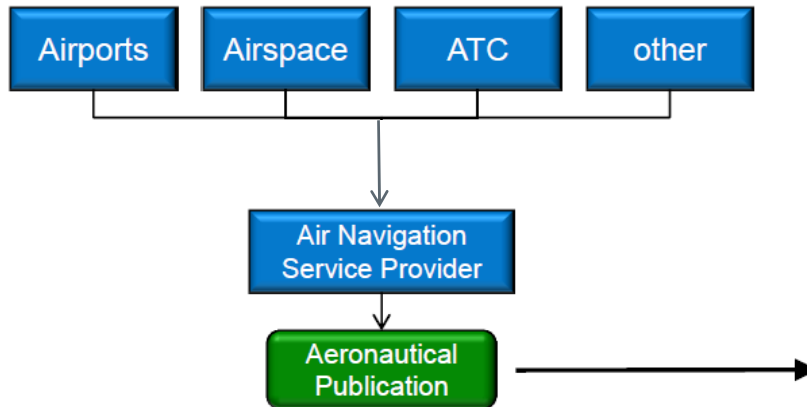 Airports
Airspace
ATC
other
Air Navigation
Service Provider
Aeronautical
Publication